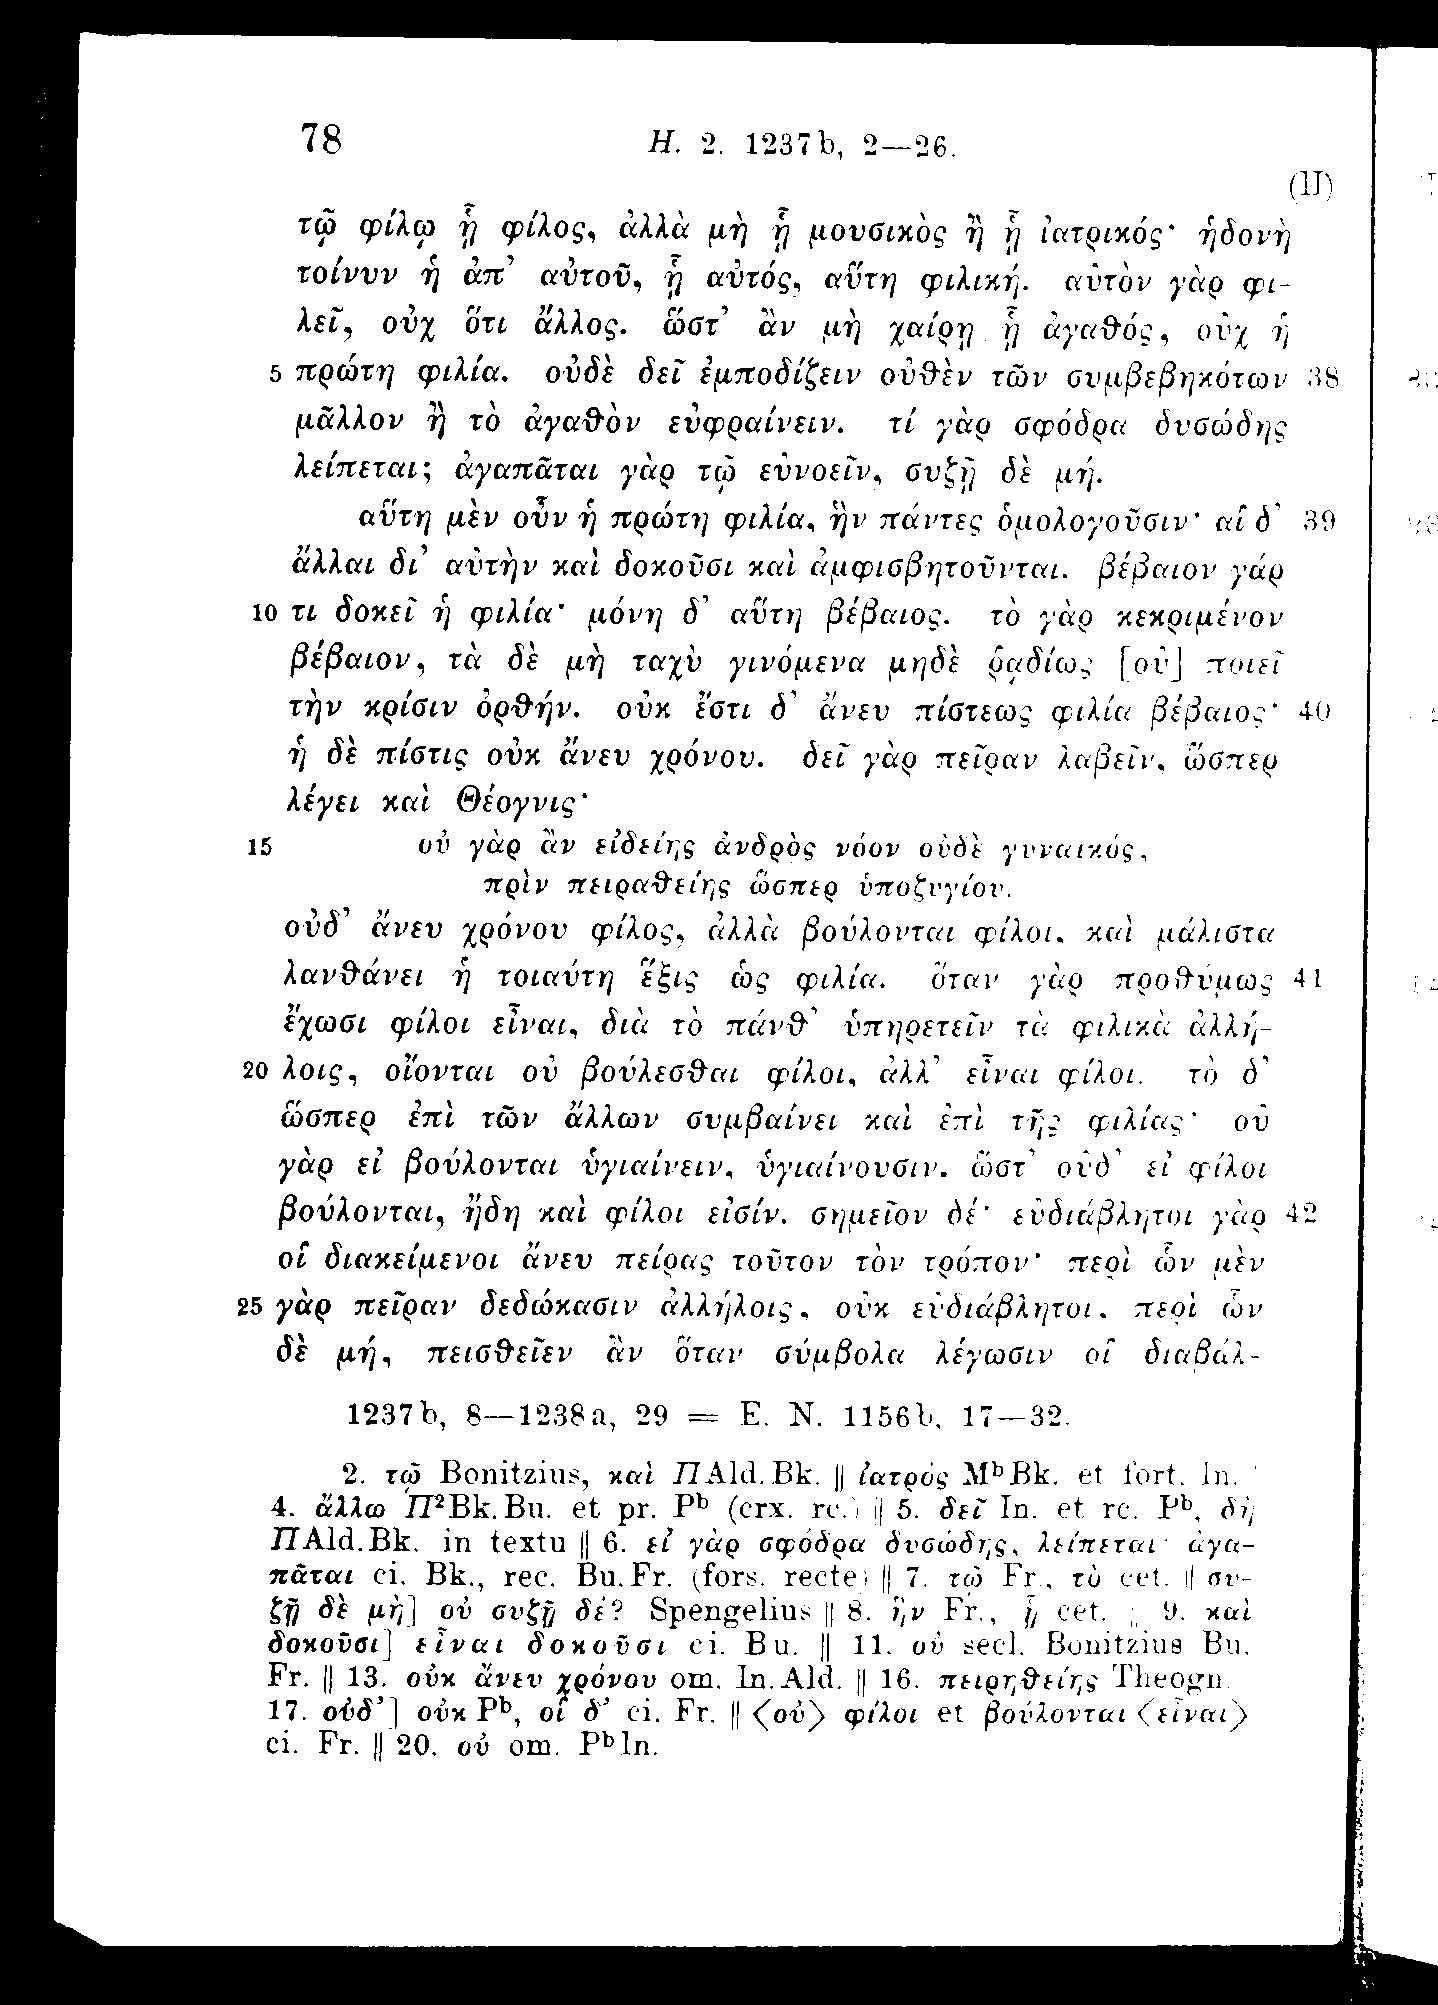 78 H. 2. 1237b, 2—26.
(II)
τῷ φίλῳ ᾗ φίλος, ἀλλὰ μὴ ᾗ μουσικὸς ἢ ᾗ ἰατρικός· ἡδονὴ
τοίνυν ἡ ἀπ’ αὐτοῦ, ᾗ αὐτός, αὕτη φιλική. αὐτὸν γὰρ φι-
λεῖ, οὐχ ὅτι ἄλλος. ὥστ’ ἂν μὴ χαίρῃ ᾗ ἀγαθός, οὐχ ἡ
5 πρώτη φιλία. οὐδὲ δεῖ ἐμποδίζειν οὐθὲν τῶν συμβεβηκότων 38
μᾶλλον ἢ τὸ ἀγαθὸν εὐφραίνειν. τί γὰρ σφόδρα δυσώδης
λείπεται; ἀγαπᾶται γὰρ τῷ εὐνοεῖν, συζῇ δὲ μή.
αὕτη μὲν οὖν ἡ πρώτη φιλία, ἣν πάντες ὁμολογοῦσιν· αἱ δ’ 39
ἄλλαι δι’ αὐτὴν καὶ δοκοῦσι καὶ ἀμφισβητοῦνται. βέβαιον γάρ
10 τι δοκεῖ ἡ φιλία· μόνη δ’ αὕτη βέβαιος. τὸ γὰρ κεκριμένον
βέβαιον, τὰ δὲ μὴ ταχὺ γινόμενα μηδὲ ῥᾳδίως [οὐ] ποιεῖ
τὴν κρίσιν ὀρθήν. οὐκ ἔστι δ’ ἄνευ πίστεως φιλία βέβαιος· 40
ἡ δὲ πίστις οὐκ ἄνευ χρόνου. δεῖ γὰρ πεῖραν λαβεῖν, ὥσπερ
λέγει καὶ Θέογνις·
15 οὐ γὰρ ἂν εἰδείης ἀνδρὸς νόον οὐδὲ γυναικός,
πρὶν πειραθείης ὥσπερ ὑποζυγίου.
οὐδ’ ἄνευ χρόνου φίλος, ἀλλὰ βούλονται φίλοι. καὶ μάλιστα
λανθάνει ἡ τοιαύτη ἕξις ὡς φιλία. ὅταν γὰρ προθύμως 41
ἔχωσι φίλοι εἶναι, διὰ τὸ πάνθ’ ὑπηρετεῖν τὰ φιλικὰ ἀλλή-
20 λοις, οἴονται οὐ βούλεσθαι φίλοι, ἀλλ’ εἶναι φίλοι. τὸ δ’
ὥσπερ ἐπὶ τῶν ἄλλων συμβαίνει καὶ ἐπὶ τῆς φιλίας· οὐ
γὰρ εἰ βούλονται ὑγιαίνειν, ὑγιαίνουσιν, ὥστ’ οὐδ’ εἰ φίλοι
βούλονται, ἤδη καὶ φίλοι εἰσίν. σημεῖον δέ· εὐδιάβλητοι γὰρ 42
οἱ διακείμενοι ἄνευ πείρας τοῦτον τὸν τρόπον· περὶ ὧν μὲν
25 γὰρ πεῖραν δεδώκασιν ἀλλήλοις, οὐκ εὐδιάβλητοι, περὶ ὧν
δὲ μή, πεισθεῖεν ἂν ὅταν σύμβολα λέγωσιν οἱ διαβάλ-
1237b, 8—1238a, 29 = E. N. 1156b, 17—32.
2. τῷ Bonitzius, καὶ ΠAld.Bk. || ἰατρός MᵇBk. et fort. In.
4. ἄλλω Π²Bk.Bu. et pr. Pᵇ (crx. rc.) || 5. δεῖ In. et rc. Pᵇ, δὴ
ΠAld.Bk. in textu || 6. εἰ γὰρ σφόδρα δυσώδης, λείπεται· ἀγα-
πᾶται ci. Bk., rec. Bu.Fr. (fors. recte) || 7. τῷ Fr., τὸ cet. || συ-
ζῇ δὲ μὴ] οὐ συζῇ δέ? Spengelius || 8. ἣν Fr., ᾗ cet. || 9. καὶ
δοκοῦσι] εἶναι δοκοῦσι ci. Bu. || 11. οὐ secl. Bonitzius Bu.
Fr. || 13. οὐκ ἄνευ χρόνου om. In.Ald. || 16. πειρηθείης Theogn.
17. οὐδ’] οὐκ Pᵇ, οἱ δ’ ci. Fr. || ⟨οὐ⟩ φίλοι et βούλονται ⟨εἶναι⟩
ci. Fr. || 20. οὐ om. PᵇIn.